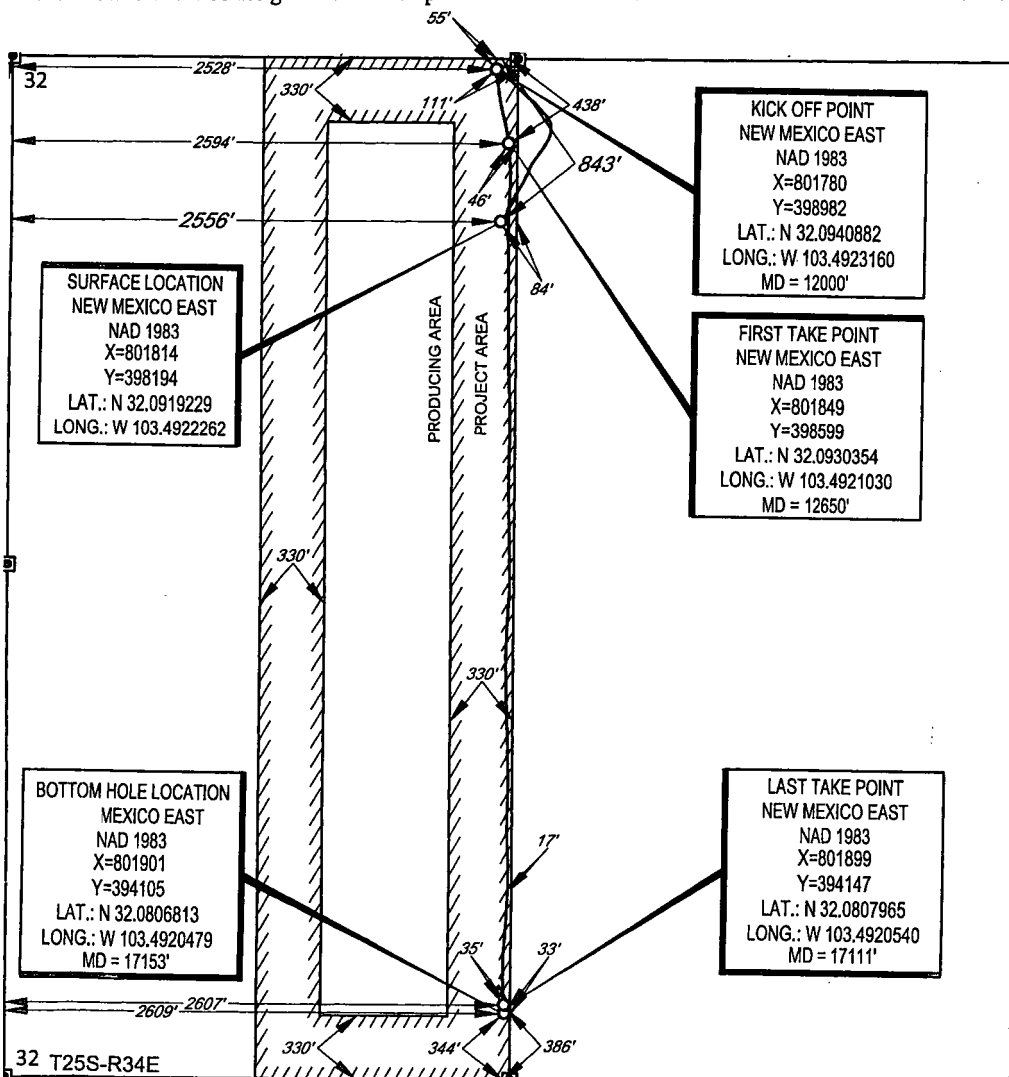 55'
32
2528'
330'
111'
438'
2594'
843'
46'
2556'
84'
KICK OFF POINT
NEW MEXICO EAST
NAD 1983
X=801780
Y=398982
LAT.: N 32.0940882
LONG.: W 103.4923160
MD = 12000'
SURFACE LOCATION
NEW MEXICO EAST
NAD 1983
X=801814
Y=398194
LAT.: N 32.0919229
LONG.: W 103.4922262
FIRST TAKE POINT
NEW MEXICO EAST
NAD 1983
X=801849
Y=398599
LAT.: N 32.0930354
LONG.: W 103.4921030
MD = 12650'
PRODUCING AREA
PROJECT AREA
330'
330'
BOTTOM HOLE LOCATION
MEXICO EAST
NAD 1983
X=801901
Y=394105
LAT.: N 32.0806813
LONG.: W 103.4920479
MD = 17153'
LAST TAKE POINT
NEW MEXICO EAST
NAD 1983
X=801899
Y=394147
LAT.: N 32.0807965
LONG.: W 103.4920540
MD = 17111'
17'
35'
33'
2607'
2609'
330'
344'
386'
32 T25S-R34E